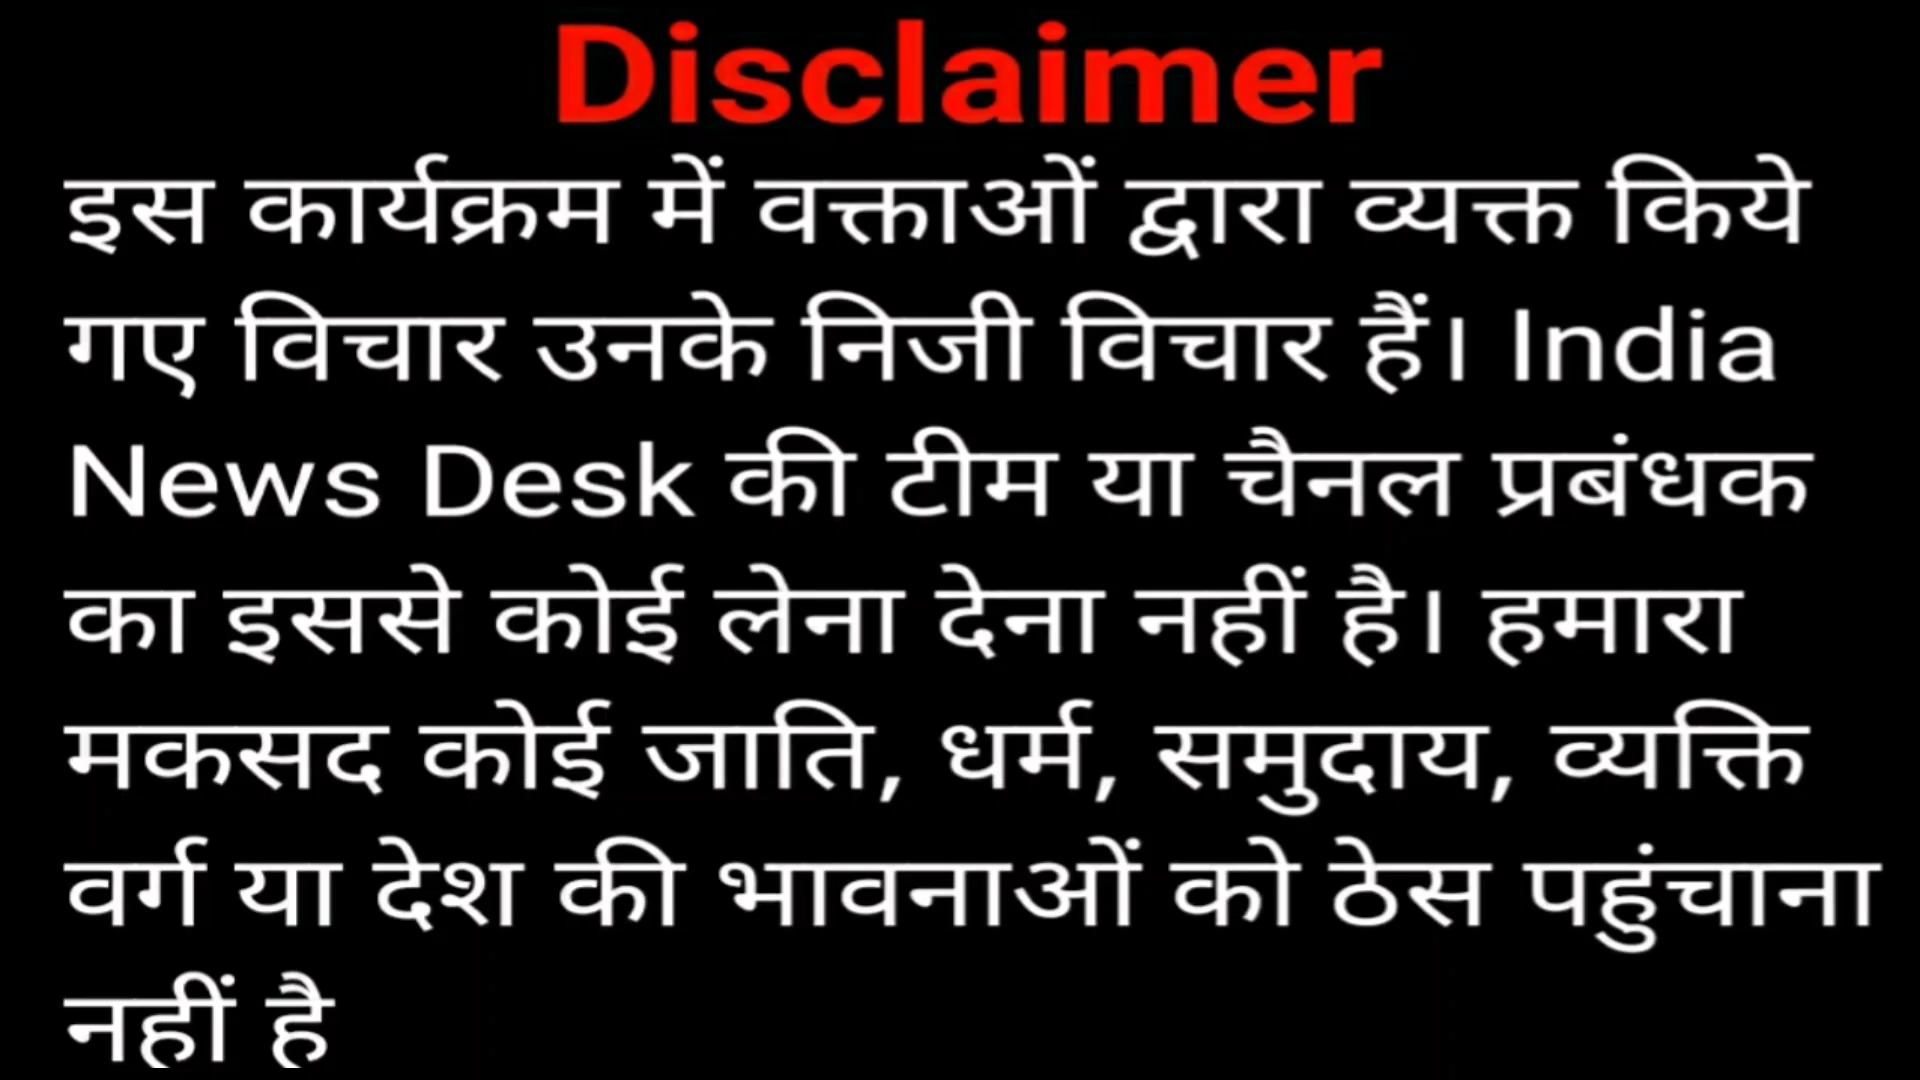 Disclaimer
इस कार्यक्रम में वक्ताओं द्वारा व्यक्त किये
गए विचार उनके निजी विचार हैं। India
News Desk की टीम या चैनल प्रबंधक
का इससे कोई लेना देना नहीं है। हमारा
मकसद कोई जाति, धर्म, समुदाय, व्यक्ति
वर्ग या देश की भावनाओं को ठेस पहुंचाना
नहीं है